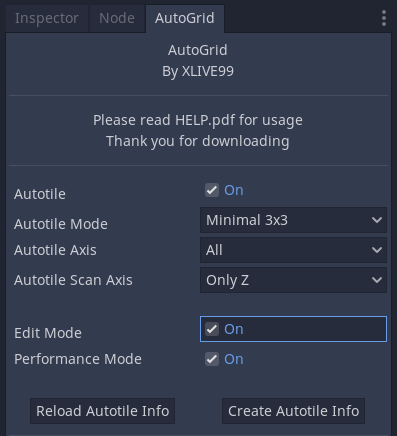 Inspector Node AutoGrid
AutoGrid
By XLIVE99
Please read HELP.pdf for usage
Thank you for downloading
Autotile On
Autotile Mode Minimal 3x3
Autotile Axis All
Autotile Scan Axis Only Z
Edit Mode On
Performance Mode On
Reload Autotile Info Create Autotile Info